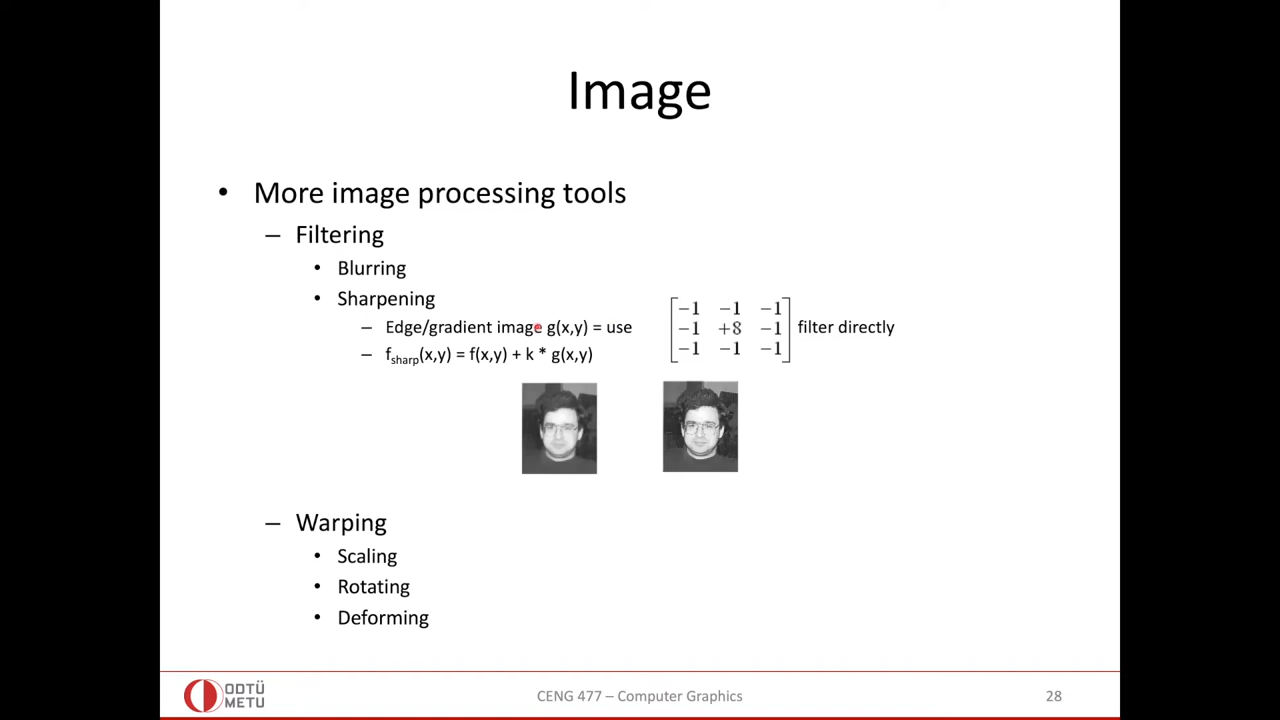 Image
• More image processing tools
– Filtering
• Blurring
• Sharpening
– Edge/gradient image g(x,y) = use
−1 −1 −1
−1 +8 −1 filter directly
−1 −1 −1
– fsharp(x,y) = f(x,y) + k * g(x,y)
– Warping
• Scaling
• Rotating
• Deforming
ODTÜ
METU
CENG 477 – Computer Graphics
28